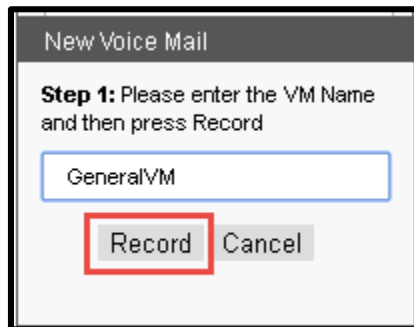 New Voice Mail
Step 1: Please enter the VM Name
and then press Record
GeneralVM
Record Cancel